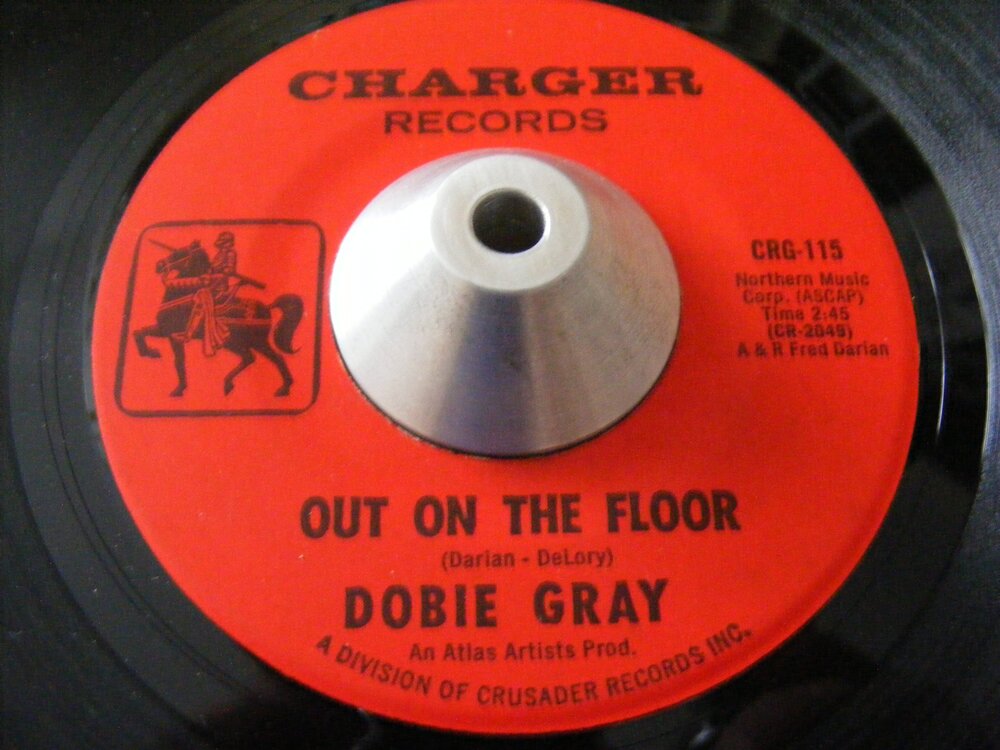 CHARGER
RECORDS
CRG-115
Northern Music
Corp. (ASCAP)
Time 2:45
(CR-2049)
A & R Fred Darian
OUT ON THE FLOOR
(Darian - DeLory)
DOBIE GRAY
An Atlas Artists Prod.
A DIVISION OF CRUSADER RECORDS INC.